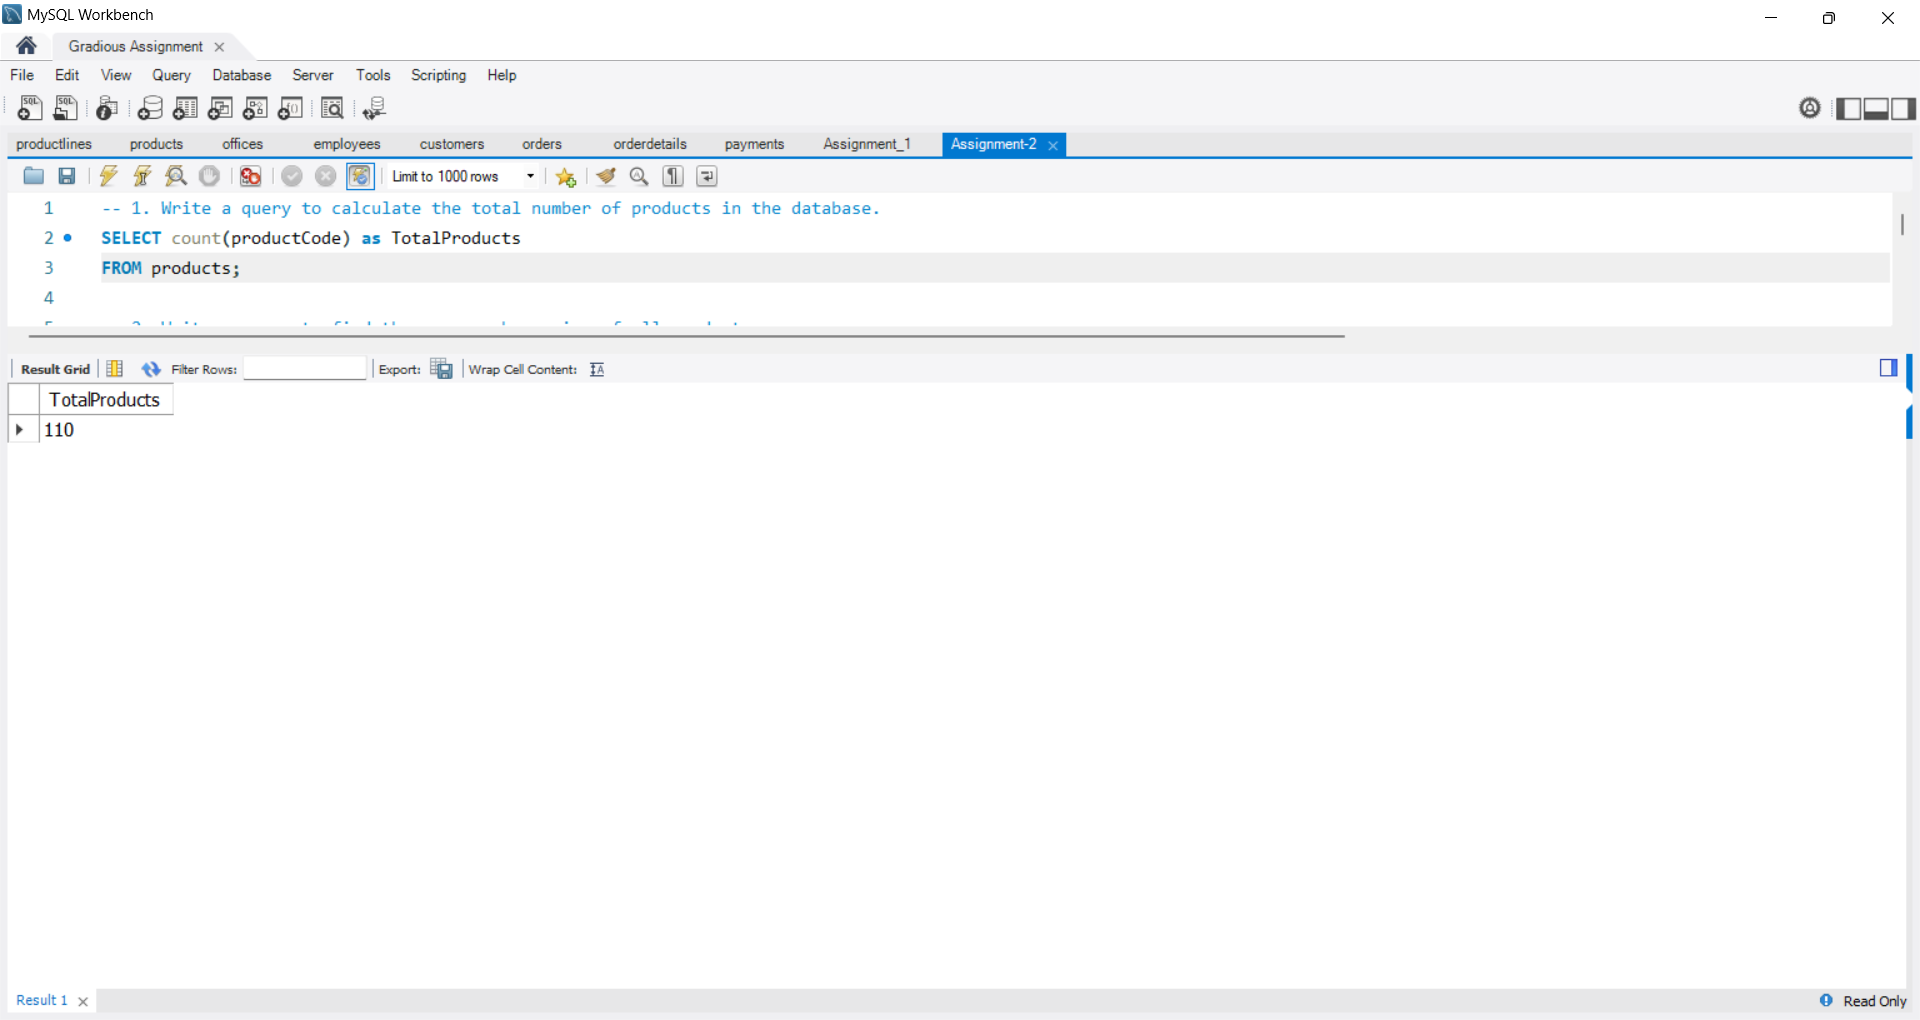 MySQL Workbench
Gradious Assignment
File Edit View Query Database Server Tools Scripting Help
productlines products offices employees customers orders orderdetails payments Assignment_1 Assignment-2
Limit to 1000 rows
1 -- 1. Write a query to calculate the total number of products in the database.
2 SELECT count(productCode) as TotalProducts
3 FROM products;
4
Result Grid Filter Rows: Export: Wrap Cell Content:
TotalProducts
110
Result 1 Read Only